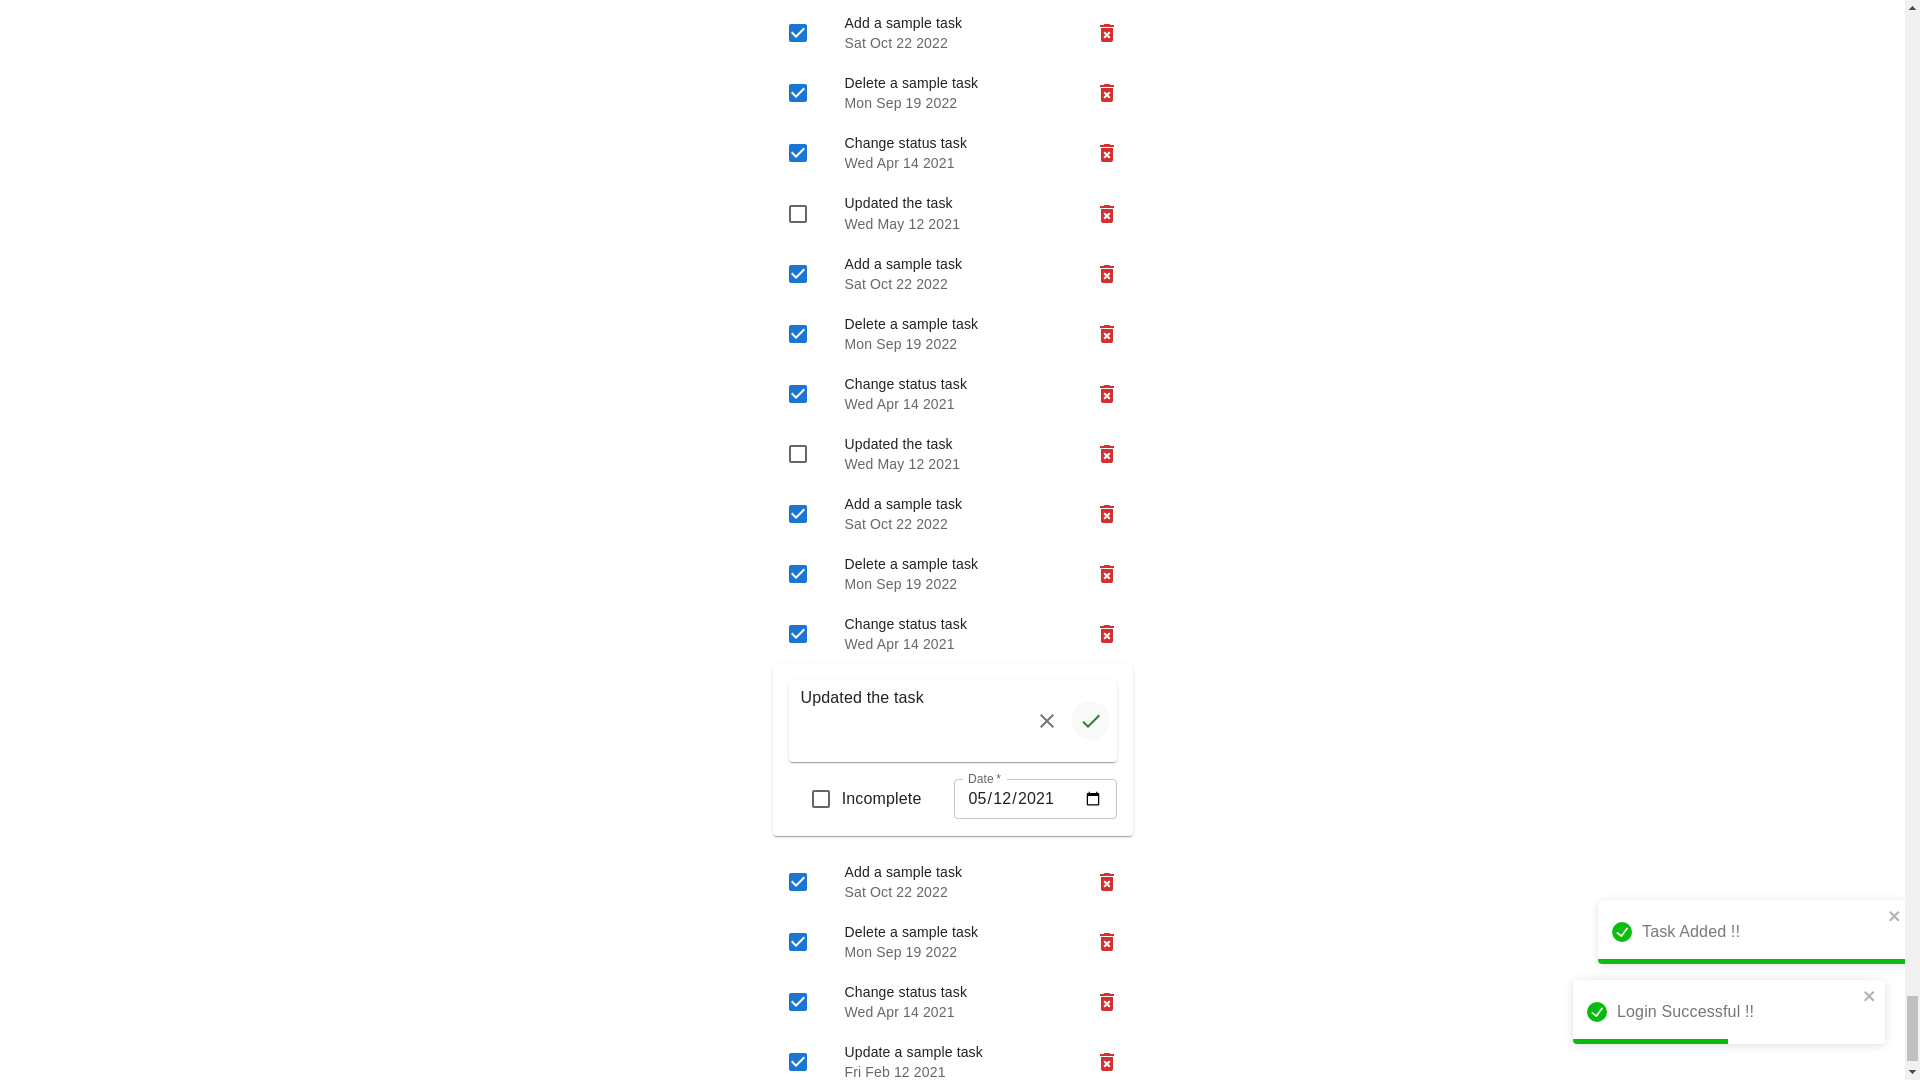 Add a sample task
Sat Oct 22 2022
Delete a sample task
Mon Sep 19 2022
Change status task
Wed Apr 14 2021
Updated the task
Wed May 12 2021
Add a sample task
Sat Oct 22 2022
Delete a sample task
Mon Sep 19 2022
Change status task
Wed Apr 14 2021
Updated the task
Wed May 12 2021
Add a sample task
Sat Oct 22 2022
Delete a sample task
Mon Sep 19 2022
Change status task
Wed Apr 14 2021
Updated the task
Date *
Incomplete
05/12/2021
Add a sample task
Sat Oct 22 2022
Delete a sample task
Mon Sep 19 2022
Change status task
Wed Apr 14 2021
Update a sample task
Fri Feb 12 2021
Task Added !!
Login Successful !!